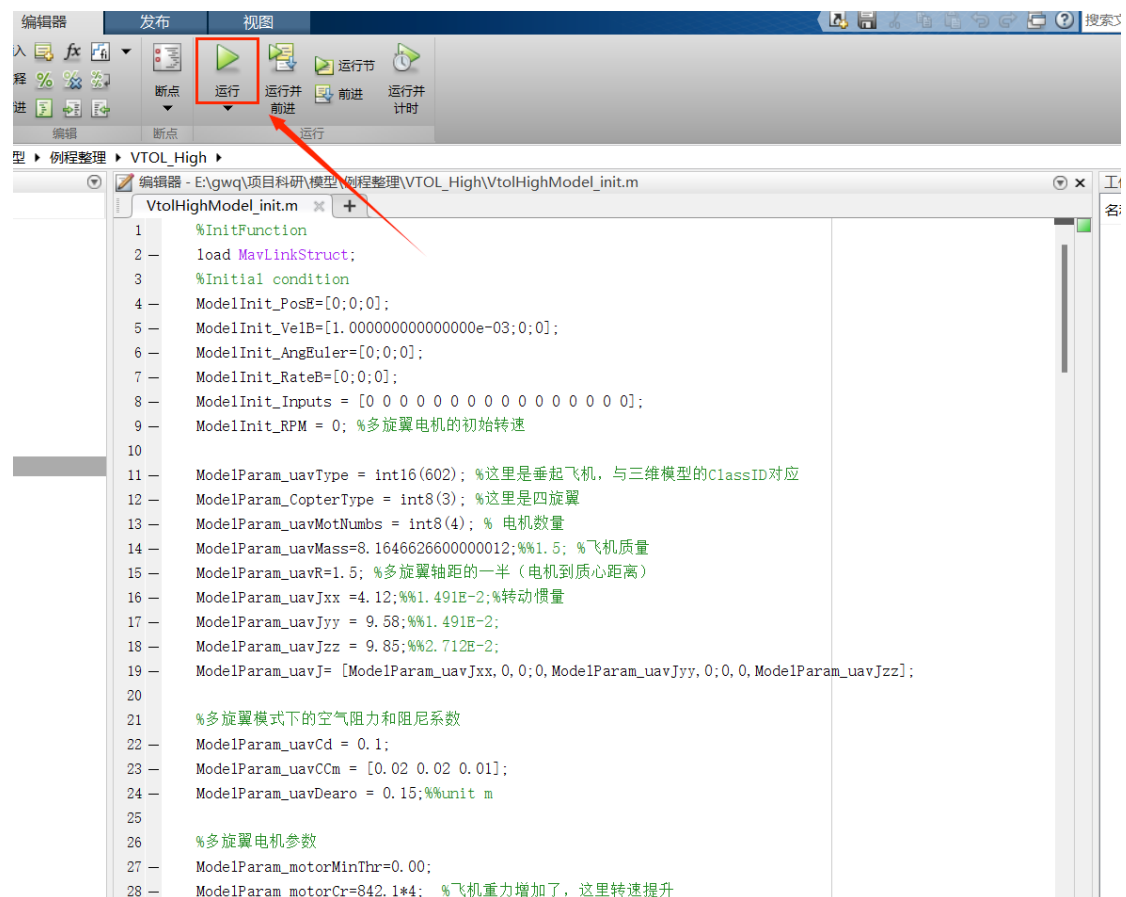 编辑器 发布 视图
搜索文
入 fx fi
释 %
进
断点 运行 运行并前进 运行节 前进 运行并计时
编辑 断点 运行
型 ▶ 例程整理 ▶ VTOL_High ▶
编辑器 - E:\gwq\项目科研\模型\例程整理\VTOL_High\VtolHighModel_init.m
工
名
VtolHighModel_init.m × +
1 %InitFunction
2 — load MavLinkStruct;
3 %Initial condition
4 — ModelInit_PosE=[0;0;0];
5 — ModelInit_VelB=[1.000000000000000e-03;0;0];
6 — ModelInit_AngEuler=[0;0;0];
7 — ModelInit_RateB=[0;0;0];
8 — ModelInit_Inputs = [0 0 0 0 0 0 0 0 0 0 0 0 0 0 0 0];
9 — ModelInit_RPM = 0; %多旋翼电机的初始转速
10
11 — ModelParam_uavType = int16(602); %这里是垂起飞机，与三维模型的ClassID对应
12 — ModelParam_CopterType = int8(3); %这里是四旋翼
13 — ModelParam_uavMotNumbs = int8(4); % 电机数量
14 — ModelParam_uavMass=8.1646626600000012;%%1.5; %飞机质量
15 — ModelParam_uavR=1.5; %多旋翼轴距的一半（电机到质心距离）
16 — ModelParam_uavJxx =4.12;%%1.491E-2;%转动惯量
17 — ModelParam_uavJyy = 9.58;%%1.491E-2;
18 — ModelParam_uavJzz = 9.85;%%2.712E-2;
19 — ModelParam_uavJ= [ModelParam_uavJxx,0,0;0,ModelParam_uavJyy,0;0,0,ModelParam_uavJzz];
20
21 %多旋翼模式下的空气阻力和阻尼系数
22 — ModelParam_uavCd = 0.1;
23 — ModelParam_uavCCm = [0.02 0.02 0.01];
24 — ModelParam_uavDearo = 0.15;%%unit m
25
26 %多旋翼电机参数
27 — ModelParam_motorMinThr=0.00;
28 — ModelParam_motorCr=842.1*4; %飞机重力增加了，这里转速提升